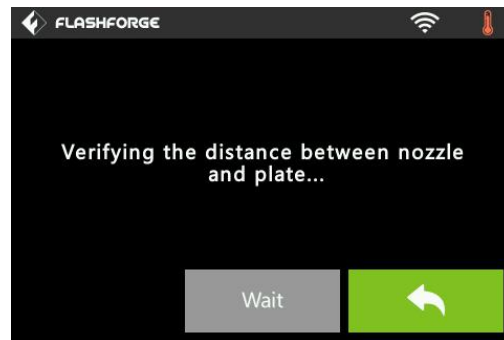 FLASHFORGE
Verifying the distance between nozzle
and plate...
Wait